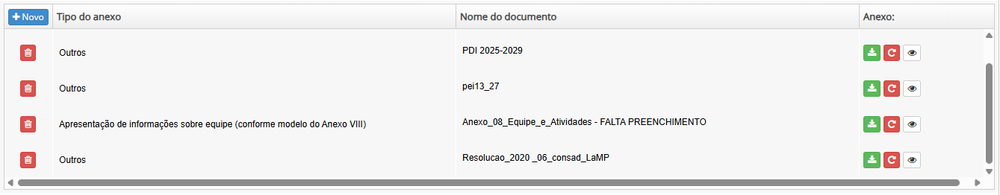 Novo Tipo do anexo Nome do documento Anexo:
Outros PDI 2025-2029
Outros pei13_27
Apresentação de informações sobre equipe (conforme modelo do Anexo VIII) Anexo_08_Equipe_e_Atividades - FALTA PREENCHIMENTO
Outros Resolucao_2020 _06_consad_LaMP